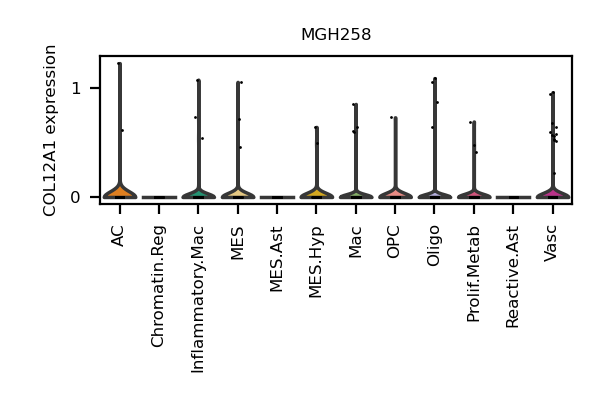 MGH258
COL12A1 expression
1
0
AC
Chromatin.Reg
Inflammatory.Mac
MES
MES.Ast
MES.Hyp
Mac
OPC
Oligo
Prolif.Metab
Reactive.Ast
Vasc